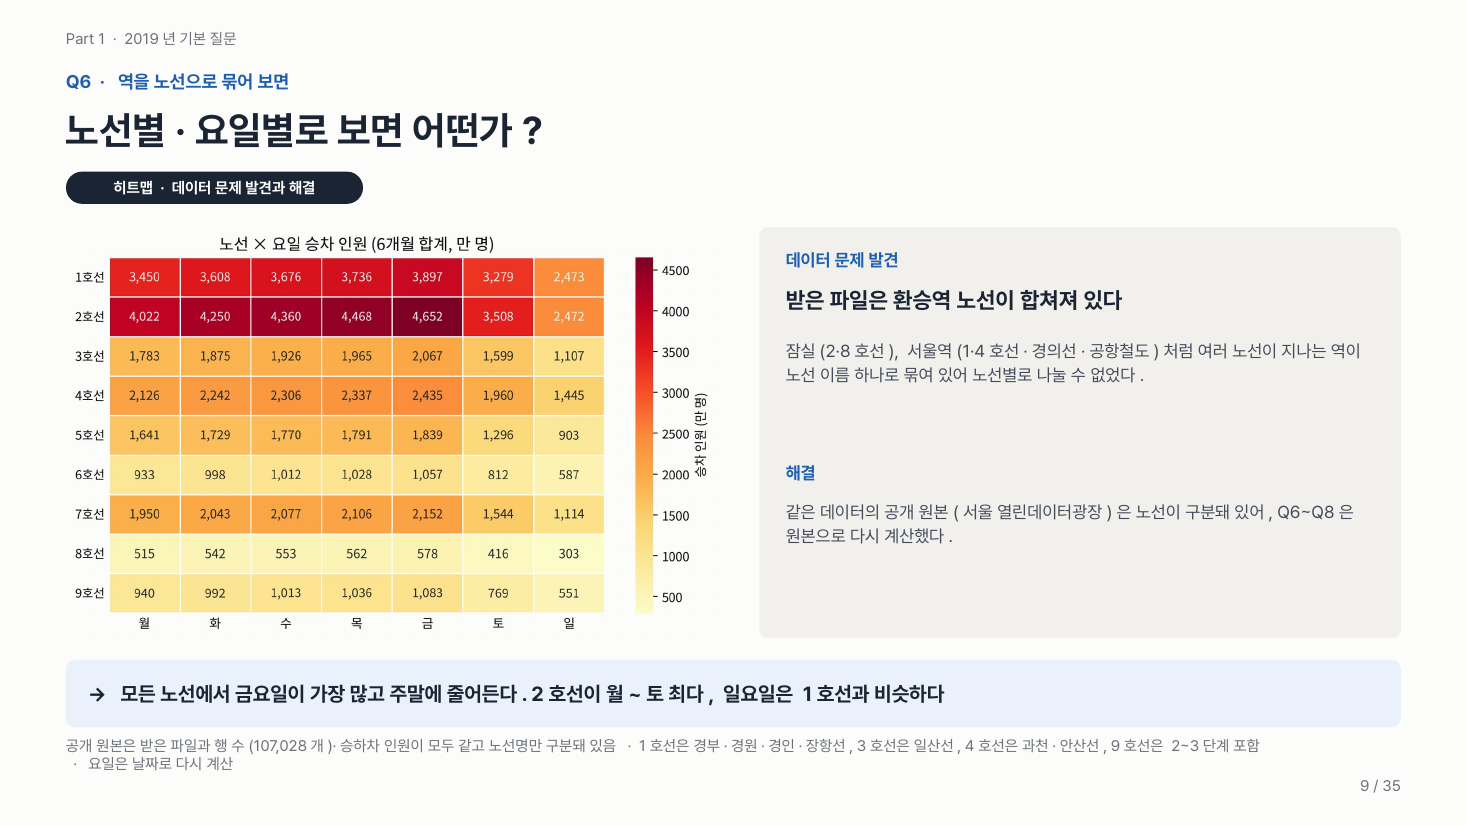 Part 1 · 2019 년 기본 질문
Q6 · 역을 노선으로 묶어 보면
노선별 · 요일별로 보면 어떤가 ?
히트맵 · 데이터 문제 발견과 해결
노선 × 요일 승차 인원 (6개월 합계, 만 명)
1호선 3,450 3,608 3,676 3,736 3,897 3,279 2,473
2호선 4,022 4,250 4,360 4,468 4,652 3,508 2,472
3호선 1,783 1,875 1,926 1,965 2,067 1,599 1,107
4호선 2,126 2,242 2,306 2,337 2,435 1,960 1,445
5호선 1,641 1,729 1,770 1,791 1,839 1,296 903
6호선 933 998 1,012 1,028 1,057 812 587
7호선 1,950 2,043 2,077 2,106 2,152 1,544 1,114
8호선 515 542 553 562 578 416 303
9호선 940 992 1,013 1,036 1,083 769 551
월 화 수 목 금 토 일
4500
4000
3500
3000
2500
2000
1500
1000
500
승차 인원 (만 명)
데이터 문제 발견
받은 파일은 환승역 노선이 합쳐져 있다
잠실 (2·8 호선 ), 서울역 (1·4 호선 · 경의선 · 공항철도 ) 처럼 여러 노선이 지나는 역이
노선 이름 하나로 묶여 있어 노선별로 나눌 수 없었다 .
해결
같은 데이터의 공개 원본 ( 서울 열린데이터광장 ) 은 노선이 구분돼 있어 , Q6~Q8 은
원본으로 다시 계산했다 .
→ 모든 노선에서 금요일이 가장 많고 주말에 줄어든다 . 2 호선이 월 ~ 토 최다 , 일요일은 1 호선과 비슷하다
공개 원본은 받은 파일과 행 수 (107,028 개 )· 승하차 인원이 모두 같고 노선명만 구분돼 있음 · 1 호선은 경부 · 경원 · 경인 · 장항선 , 3 호선은 일산선 , 4 호선은 과천 · 안산선 , 9 호선은 2~3 단계 포함
· 요일은 날짜로 다시 계산
9 / 35